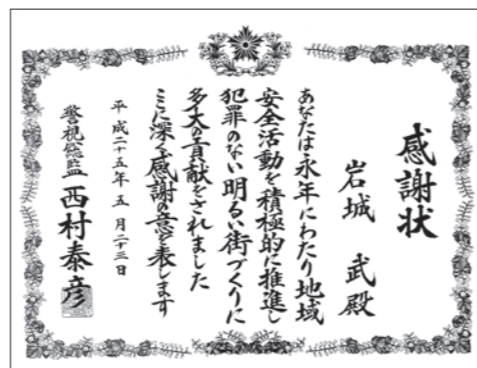 感謝状
岩城 武殿
あなたは永年にわたり地域
安全活動を積極的に推進し
犯罪のない明るい街づくりに
多大の貢献をされました
ここに深く感謝の意を表します
平成二十五年五月二十三日
警視総監 西村泰彦